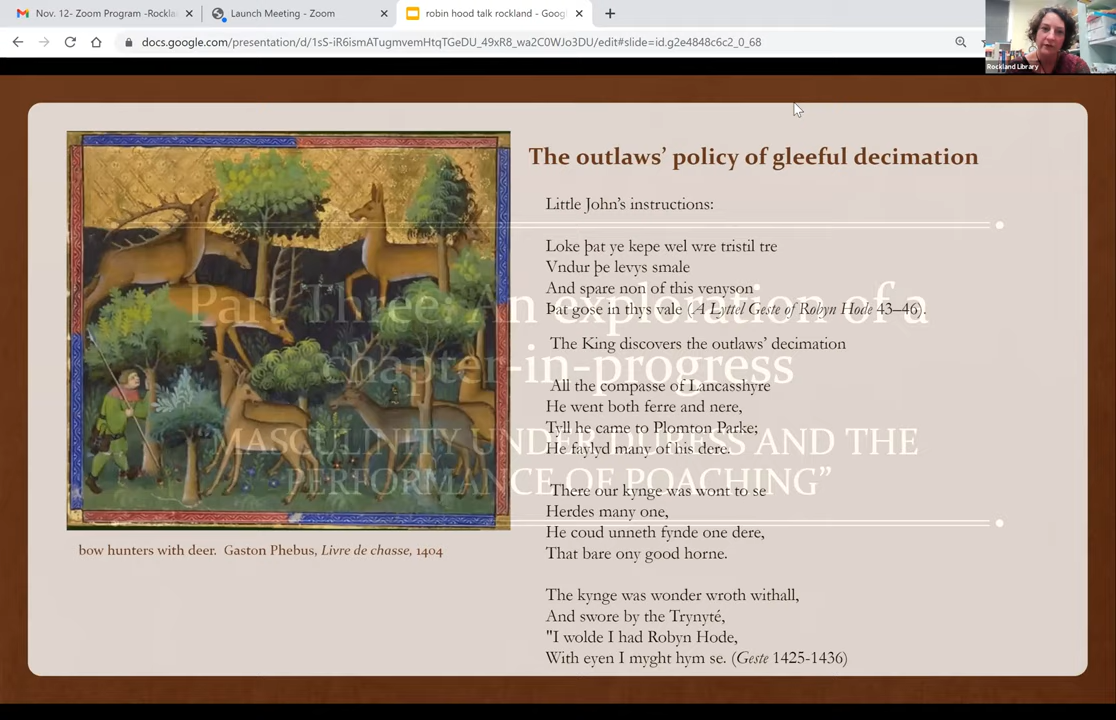 Nov. 12- Zoom Program -Rockla
Launch Meeting - Zoom
robin hood talk rockland - Goog
docs.google.com/presentation/d/1sS-iR6ismATugmvemHtqTGeDU_49xR8_wa2C0WJo3DU/edit#slide=id.g2e4848c6c2_0_68
Rockland Library
The outlaws’ policy of gleeful decimation
Little John’s instructions:
Loke þat ye kepe wel wre tristil tre
Vndur þe levys smale
And spare non of this venyson
Þat gose in thys vale (A Lyttel Geste of Robyn Hode 43–46).
The King discovers the outlaws’ decimation
All the compasse of Lancasshyre
He went both ferre and nere,
Tyll he came to Plomton Parke;
He faylyd many of his dere.
There our kynge was wont to se
Herdes many one,
He coud unneth fynde one dere,
That bare ony good horne.
The kynge was wonder wroth withall,
And swore by the Trynyté,
"I wolde I had Robyn Hode,
With eyen I myght hym se. (Geste 1425-1436)
bow hunters with deer. Gaston Phebus, Livre de chasse, 1404
Part Three: An exploration of a
chapter-in-progress
MASCULINITY UNDER DURESS AND THE
PERFORMANCE OF POACHING”